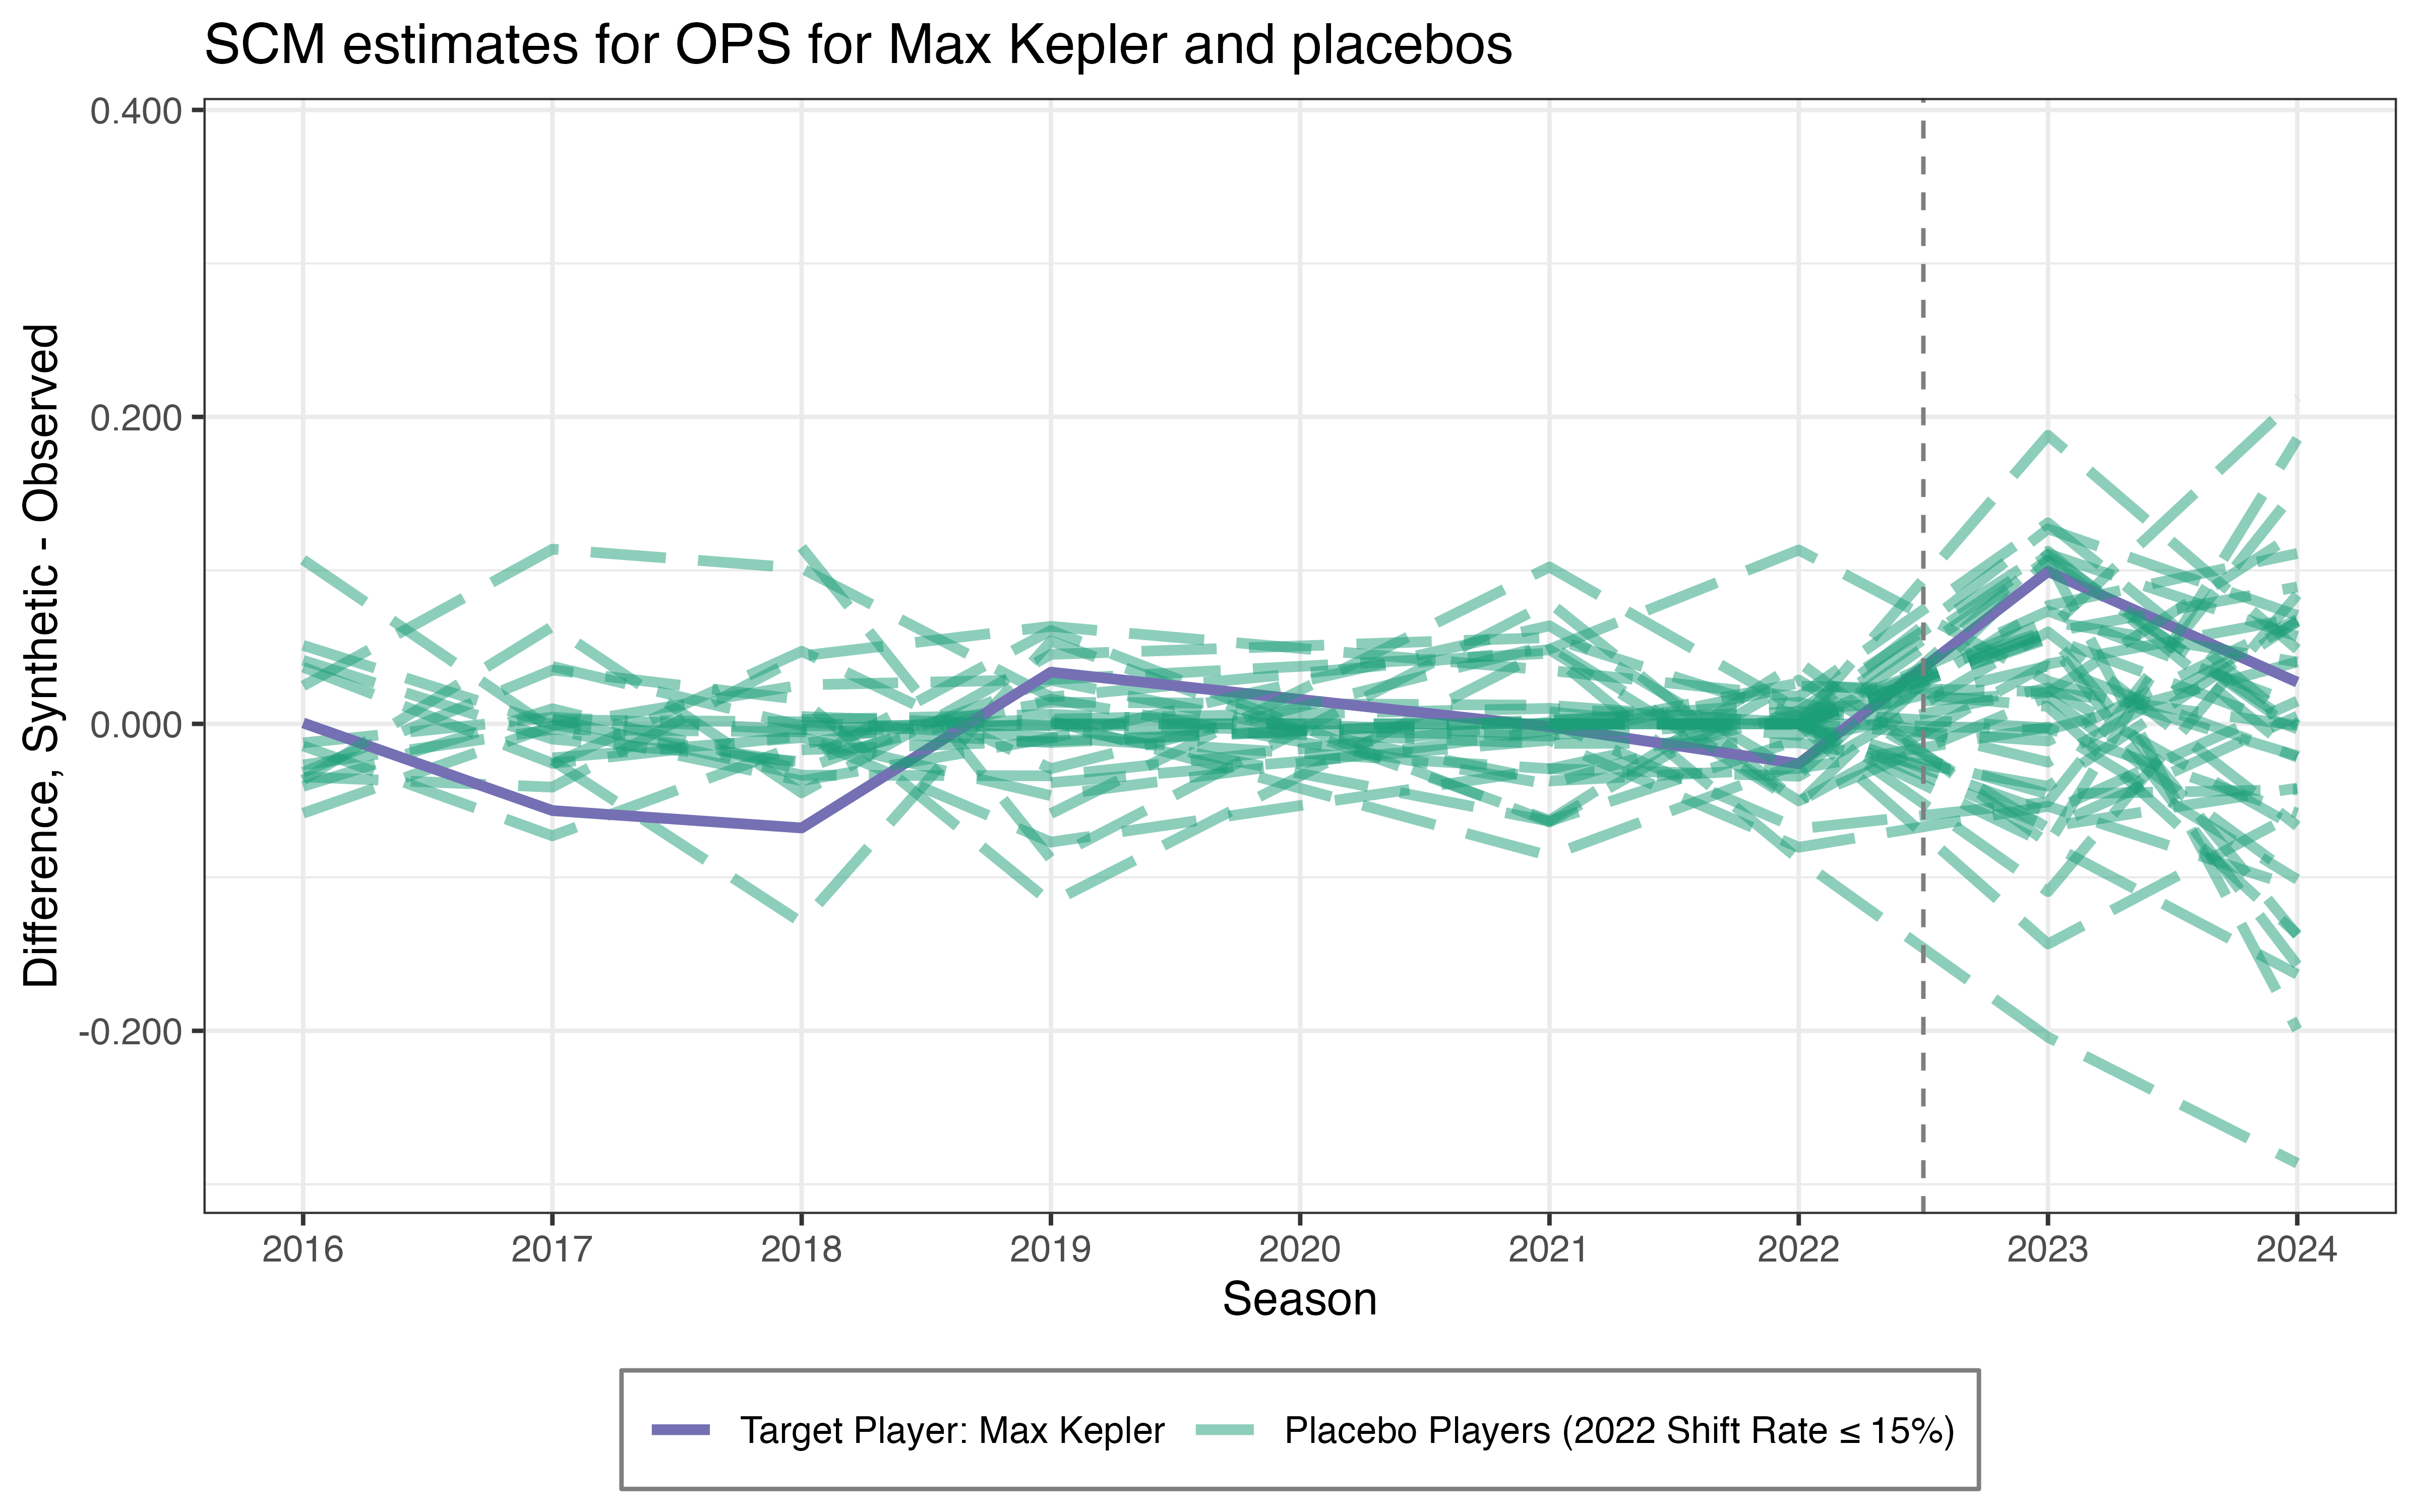 SCM estimates for OPS for Max Kepler and placebos
Difference, Synthetic - Observed
0.400
0.200
0.000
-0.200
2016 2017 2018 2019 2020 2021 2022 2023 2024
Season
Target Player: Max Kepler Placebo Players (2022 Shift Rate ≤ 15%)